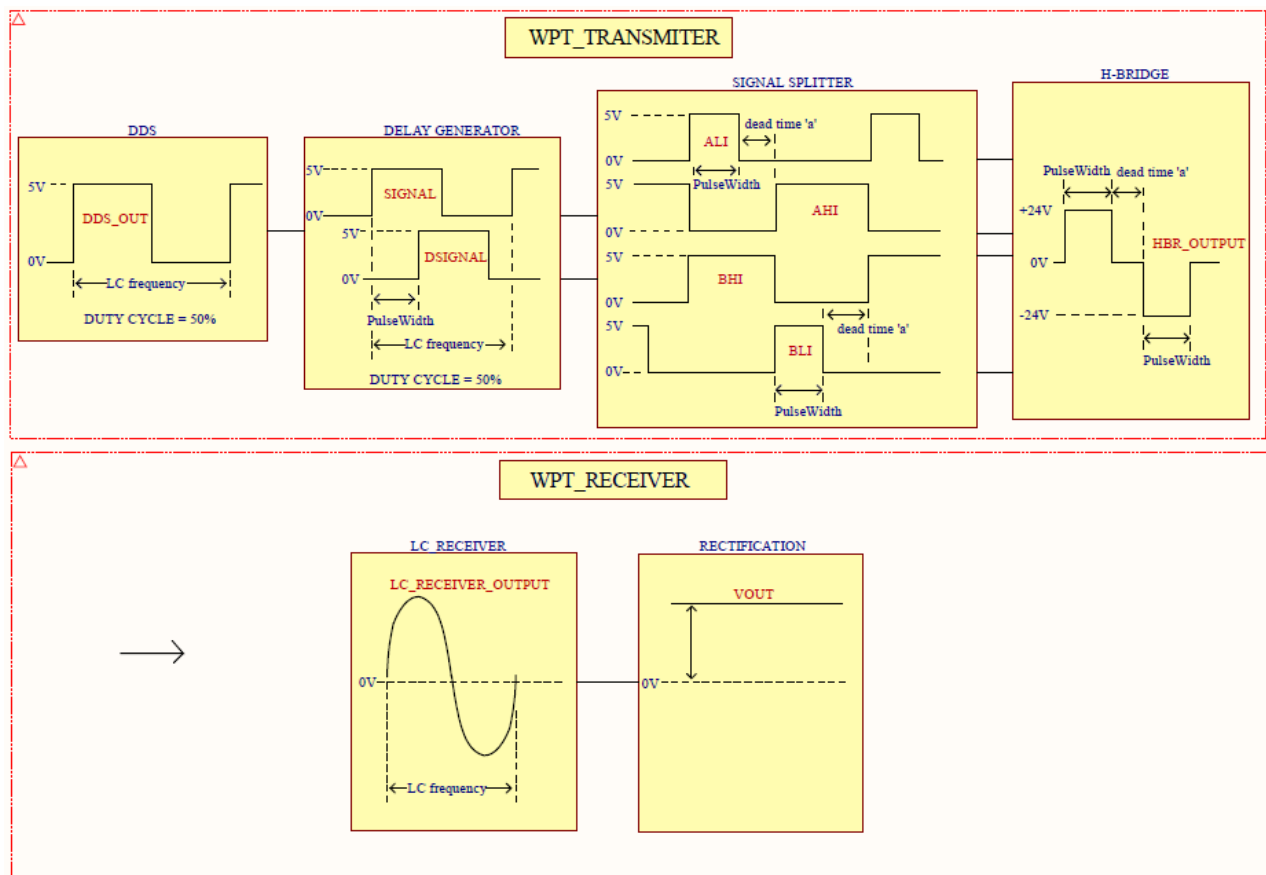 WPT_TRANSMITER
DDS
5V
DDS_OUT
0V
LC frequency
DUTY CYCLE = 50%
DELAY GENERATOR
5V
SIGNAL
0V
5V
DSIGNAL
0V
PulseWidth
LC frequency
DUTY CYCLE = 50%
SIGNAL SPLITTER
5V
dead time 'a'
ALI
0V
PulseWidth
5V
AHI
0V
5V
BHI
0V
dead time 'a'
5V
BLI
0V
PulseWidth
H-BRIDGE
PulseWidth
dead time 'a'
+24V
HBR_OUTPUT
0V
-24V
PulseWidth
WPT_RECEIVER
LC_RECEIVER
LC_RECEIVER_OUTPUT
0V
LC frequency
RECTIFICATION
VOUT
0V